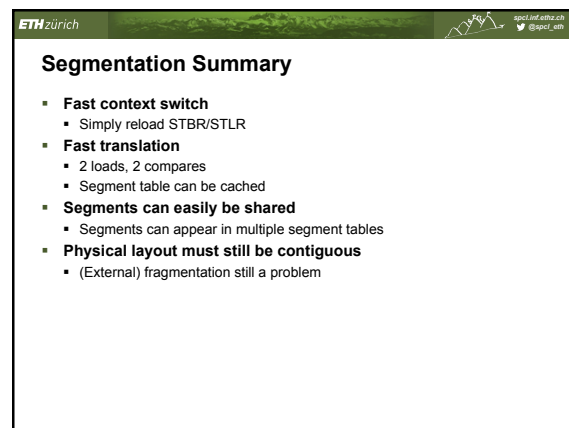 ETH zürich
spcl.inf.ethz.ch
@spcl_eth
Segmentation Summary
▪ Fast context switch
▪ Simply reload STBR/STLR
▪ Fast translation
▪ 2 loads, 2 compares
▪ Segment table can be cached
▪ Segments can easily be shared
▪ Segments can appear in multiple segment tables
▪ Physical layout must still be contiguous
▪ (External) fragmentation still a problem